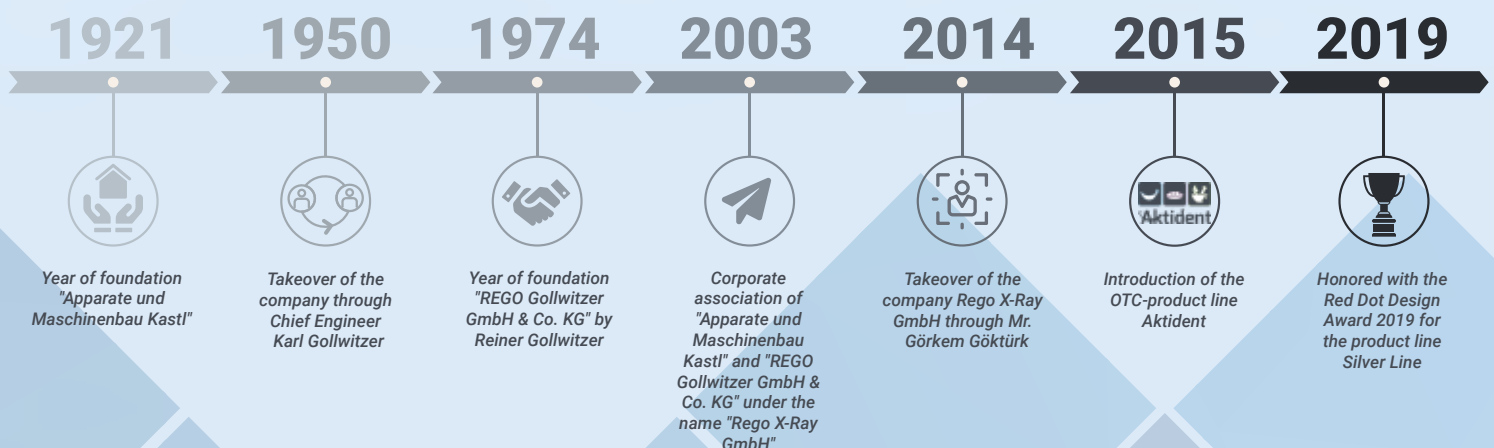 1921
1950
1974
2003
2014
2015
2019
Aktident
Year of foundation
"Apparate und
Maschinenbau Kastl"
Takeover of the
company through
Chief Engineer
Karl Gollwitzer
Year of foundation
"REGO Gollwitzer
GmbH & Co. KG" by
Reiner Gollwitzer
Corporate
association of
"Apparate und
Maschinenbau
Kastl" and "REGO
Gollwitzer GmbH &
Co. KG" under the
name "Rego X-Ray
GmbH"
Takeover of the
company Rego X-Ray
GmbH through Mr.
Görkem Göktürk
Introduction of the
OTC-product line
Aktident
Honored with the
Red Dot Design
Award 2019 for
the product line
Silver Line